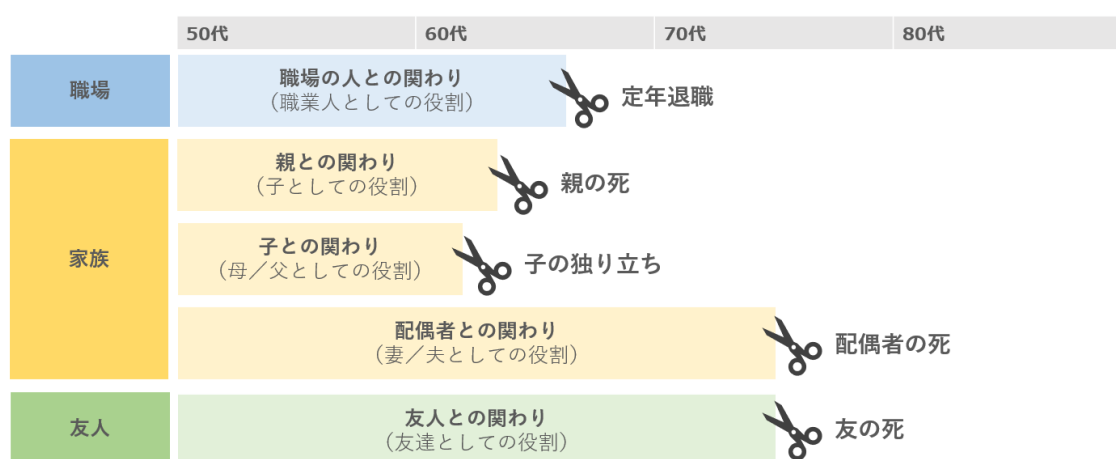 50代 60代 70代 80代
職場
職場の人との関わり
（職業人としての役割）
定年退職
家族
親との関わり
（子としての役割）
親の死
子との関わり
（母／父としての役割）
子の独り立ち
配偶者との関わり
（妻／夫としての役割）
配偶者の死
友人
友人との関わり
（友達としての役割）
友の死